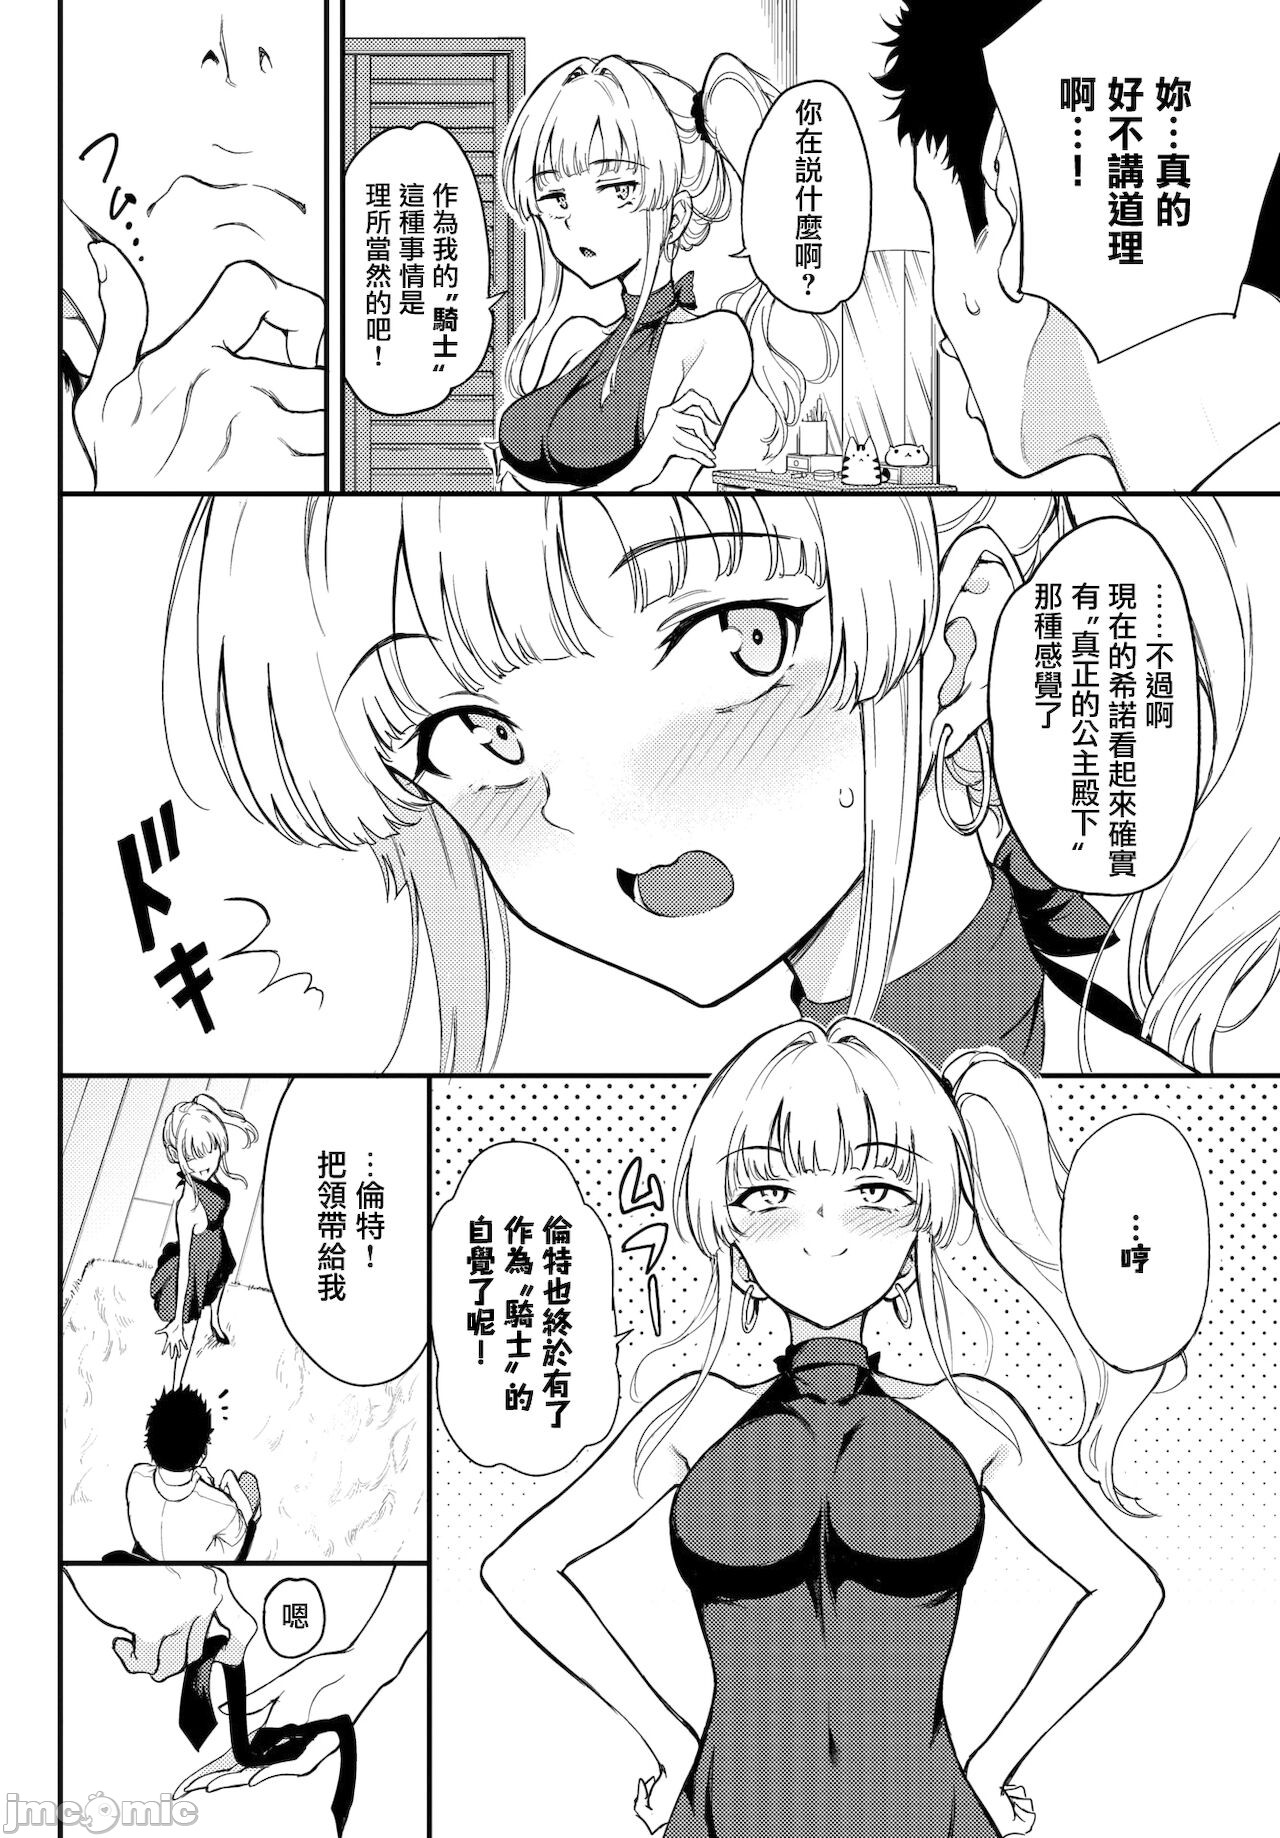 妳…真的
好不講道理
啊…！
你在説什麼啊？
作為我的〝騎士〟
這種事情是
理所當然的吧！
ふむ…
……不過啊
現在的希諾看起來確實
有〝真正的公主殿下〟
那種感覺了
ドキ
…哼
ムフー
倫特也終於有了
作為〝騎士〟的
自覺了呢！
…倫特！
把領帶給我
嗯
jmcomic